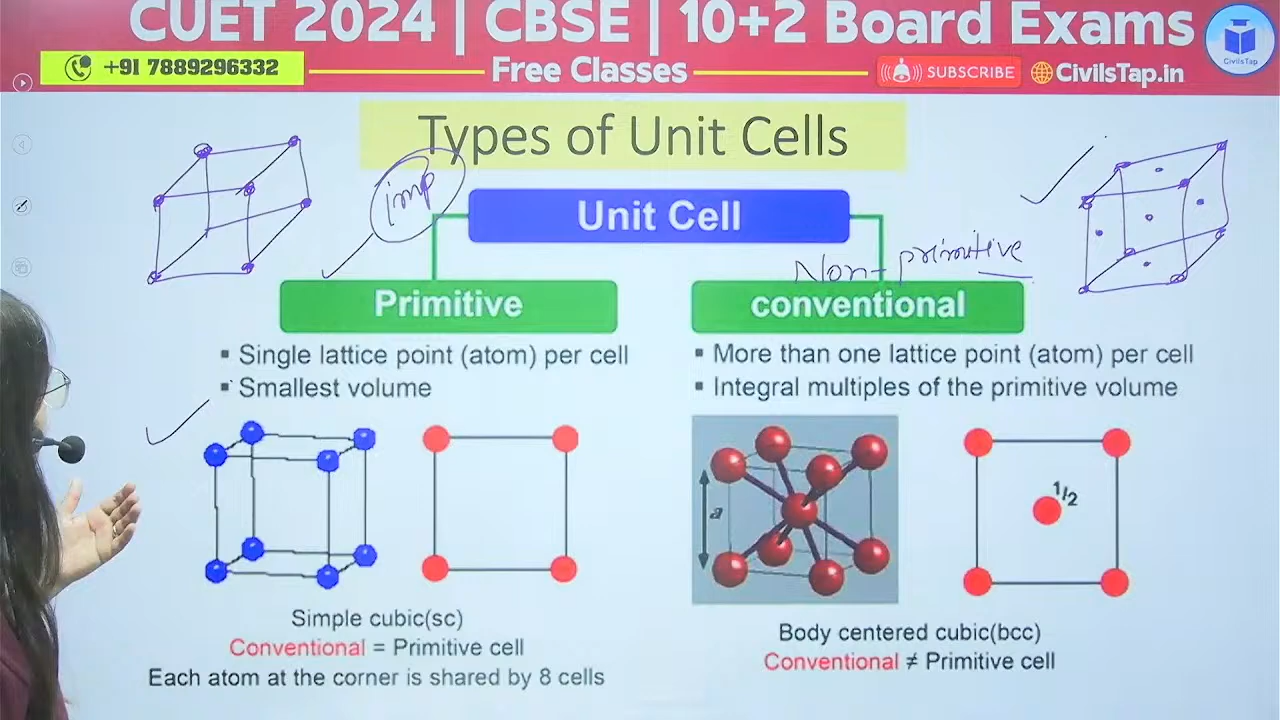 CUET 2024 | CBSE | 10+2 Board Exams
+91 7889296332
Free Classes
SUBSCRIBE
CivilsTap.in
CivilsTap
Types of Unit Cells
imp
Unit Cell
Non-primitive
Primitive
▪ Single lattice point (atom) per cell
▪ Smallest volume
Simple cubic(sc)
Conventional = Primitive cell
Each atom at the corner is shared by 8 cells
conventional
▪ More than one lattice point (atom) per cell
▪ Integral multiples of the primitive volume
a
1/2
Body centered cubic(bcc)
Conventional ≠ Primitive cell